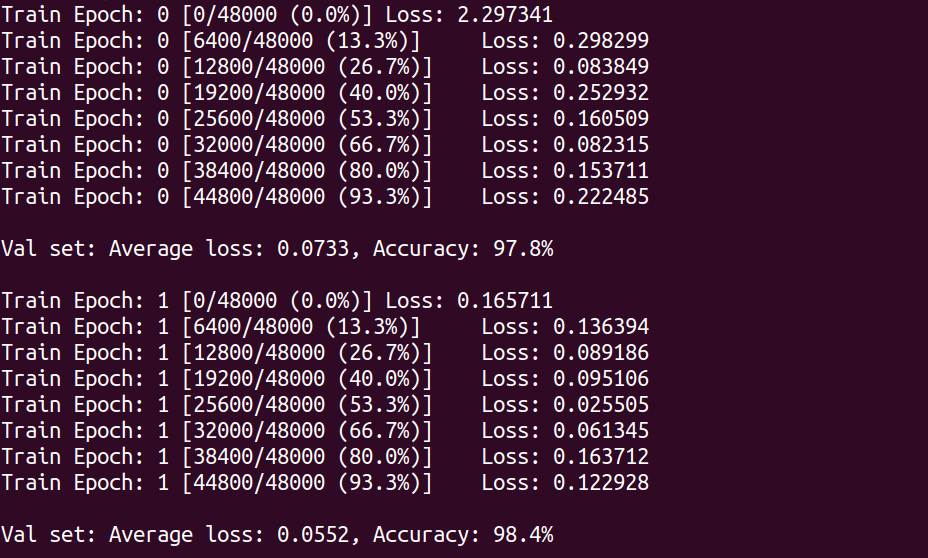 Train Epoch: 0 [0/48000 (0.0%)] Loss: 2.297341
Train Epoch: 0 [6400/48000 (13.3%)]	Loss: 0.298299
Train Epoch: 0 [12800/48000 (26.7%)]	Loss: 0.083849
Train Epoch: 0 [19200/48000 (40.0%)]	Loss: 0.252932
Train Epoch: 0 [25600/48000 (53.3%)]	Loss: 0.160509
Train Epoch: 0 [32000/48000 (66.7%)]	Loss: 0.082315
Train Epoch: 0 [38400/48000 (80.0%)]	Loss: 0.153711
Train Epoch: 0 [44800/48000 (93.3%)]	Loss: 0.222485
Val set: Average loss: 0.0733, Accuracy: 97.8%
Train Epoch: 1 [0/48000 (0.0%)] Loss: 0.165711
Train Epoch: 1 [6400/48000 (13.3%)]	Loss: 0.136394
Train Epoch: 1 [12800/48000 (26.7%)]	Loss: 0.089186
Train Epoch: 1 [19200/48000 (40.0%)]	Loss: 0.095106
Train Epoch: 1 [25600/48000 (53.3%)]	Loss: 0.025505
Train Epoch: 1 [32000/48000 (66.7%)]	Loss: 0.061345
Train Epoch: 1 [38400/48000 (80.0%)]	Loss: 0.163712
Train Epoch: 1 [44800/48000 (93.3%)]	Loss: 0.122928
Val set: Average loss: 0.0552, Accuracy: 98.4%